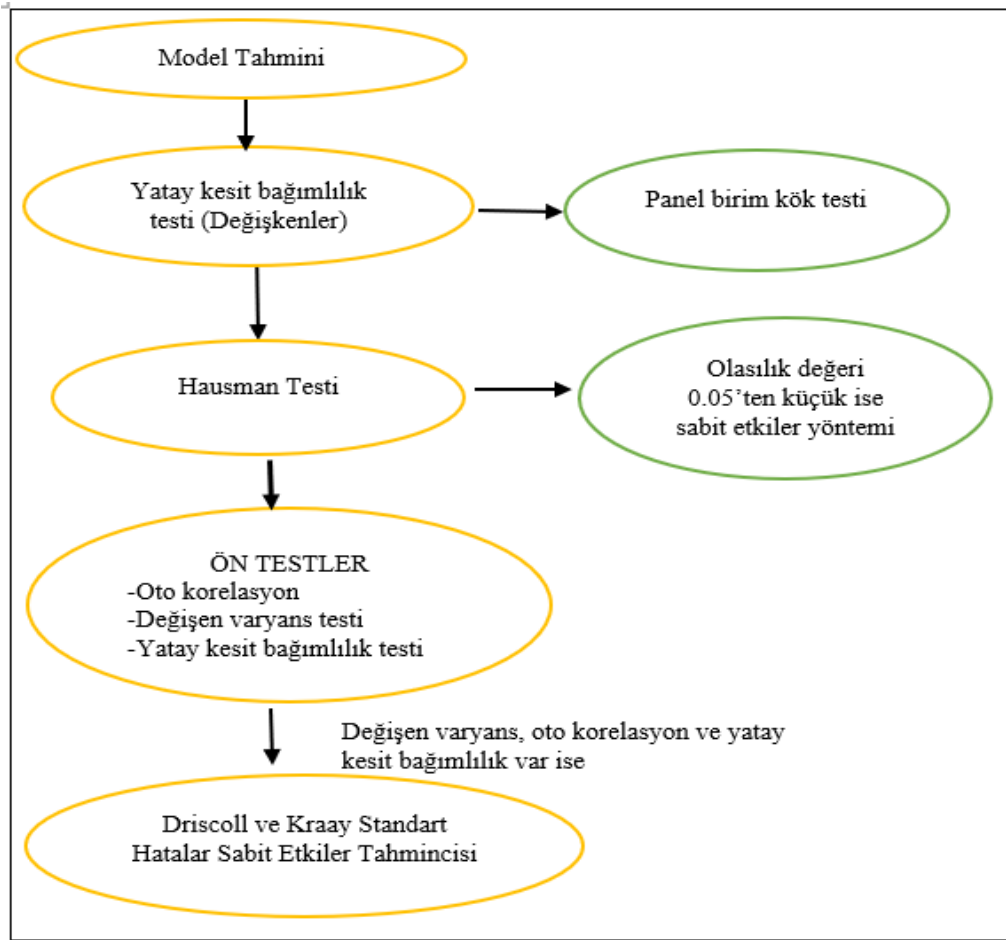 Model Tahmini
Yatay kesit bağımlılık
testi (Değişkenler)
Panel birim kök testi
Hausman Testi
Olasılık değeri
0.05’ten küçük ise
sabit etkiler yöntemi
ÖN TESTLER
-Oto korelasyon
-Değişen varyans testi
-Yatay kesit bağımlılık testi
Değişen varyans, oto korelasyon ve yatay
kesit bağımlılık var ise
Driscoll ve Kraay Standart
Hatalar Sabit Etkiler Tahmincisi